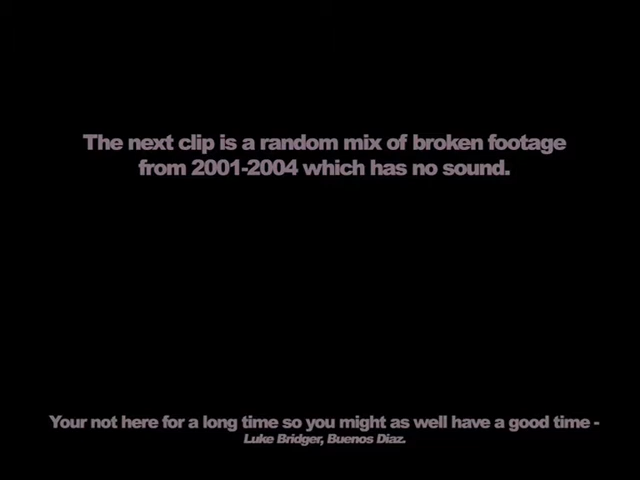 The next clip is a random mix of broken footage
from 2001-2004 which has no sound.
Your not here for a long time so you might as well have a good time -
Luke Bridger, Buenos Diaz.